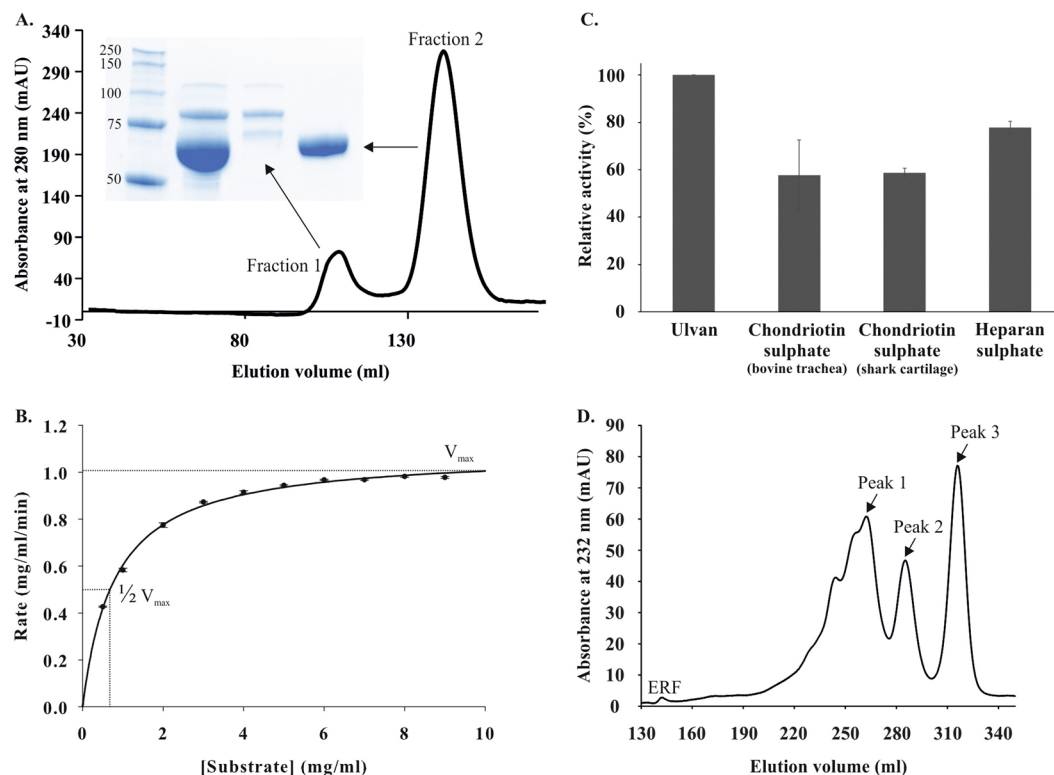 A.
Absorbance at 280 nm (mAU)
340
290
240
190
140
90
40
-10
30
80
130
Elution volume (ml)
250
150
100
75
50
Fraction 1
Fraction 2
B.
Rate (mg/ml/min)
1.2
1.0
0.8
0.6
0.4
0.2
0.0
0
2
4
6
8
10
[Substrate] (mg/ml)
Vmax
½ Vmax
C.
Relative activity (%)
100
80
60
40
20
0
Ulvan
Chondriotin
sulphate
(bovine trachea)
Chondriotin
sulphate
(shark cartilage)
Heparan
sulphate
D.
Absorbance at 232 nm (mAU)
90
80
70
60
50
40
30
20
10
0
130
160
190
220
250
280
310
340
Elution volume (ml)
ERF
Peak 1
Peak 2
Peak 3